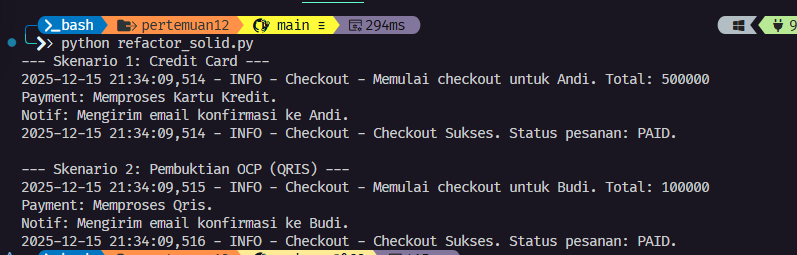 bash pertemuan12 main ≡ 294ms 9
python refactor_solid.py
--- Skenario 1: Credit Card ---
2025-12-15 21:34:09,514 - INFO - Checkout - Memulai checkout untuk Andi. Total: 500000
Payment: Memproses Kartu Kredit.
Notif: Mengirim email konfirmasi ke Andi.
2025-12-15 21:34:09,514 - INFO - Checkout - Checkout Sukses. Status pesanan: PAID.
--- Skenario 2: Pembuktian OCP (QRIS) ---
2025-12-15 21:34:09,515 - INFO - Checkout - Memulai checkout untuk Budi. Total: 100000
Payment: Memproses Qris.
Notif: Mengirim email konfirmasi ke Budi.
2025-12-15 21:34:09,516 - INFO - Checkout - Checkout Sukses. Status pesanan: PAID.